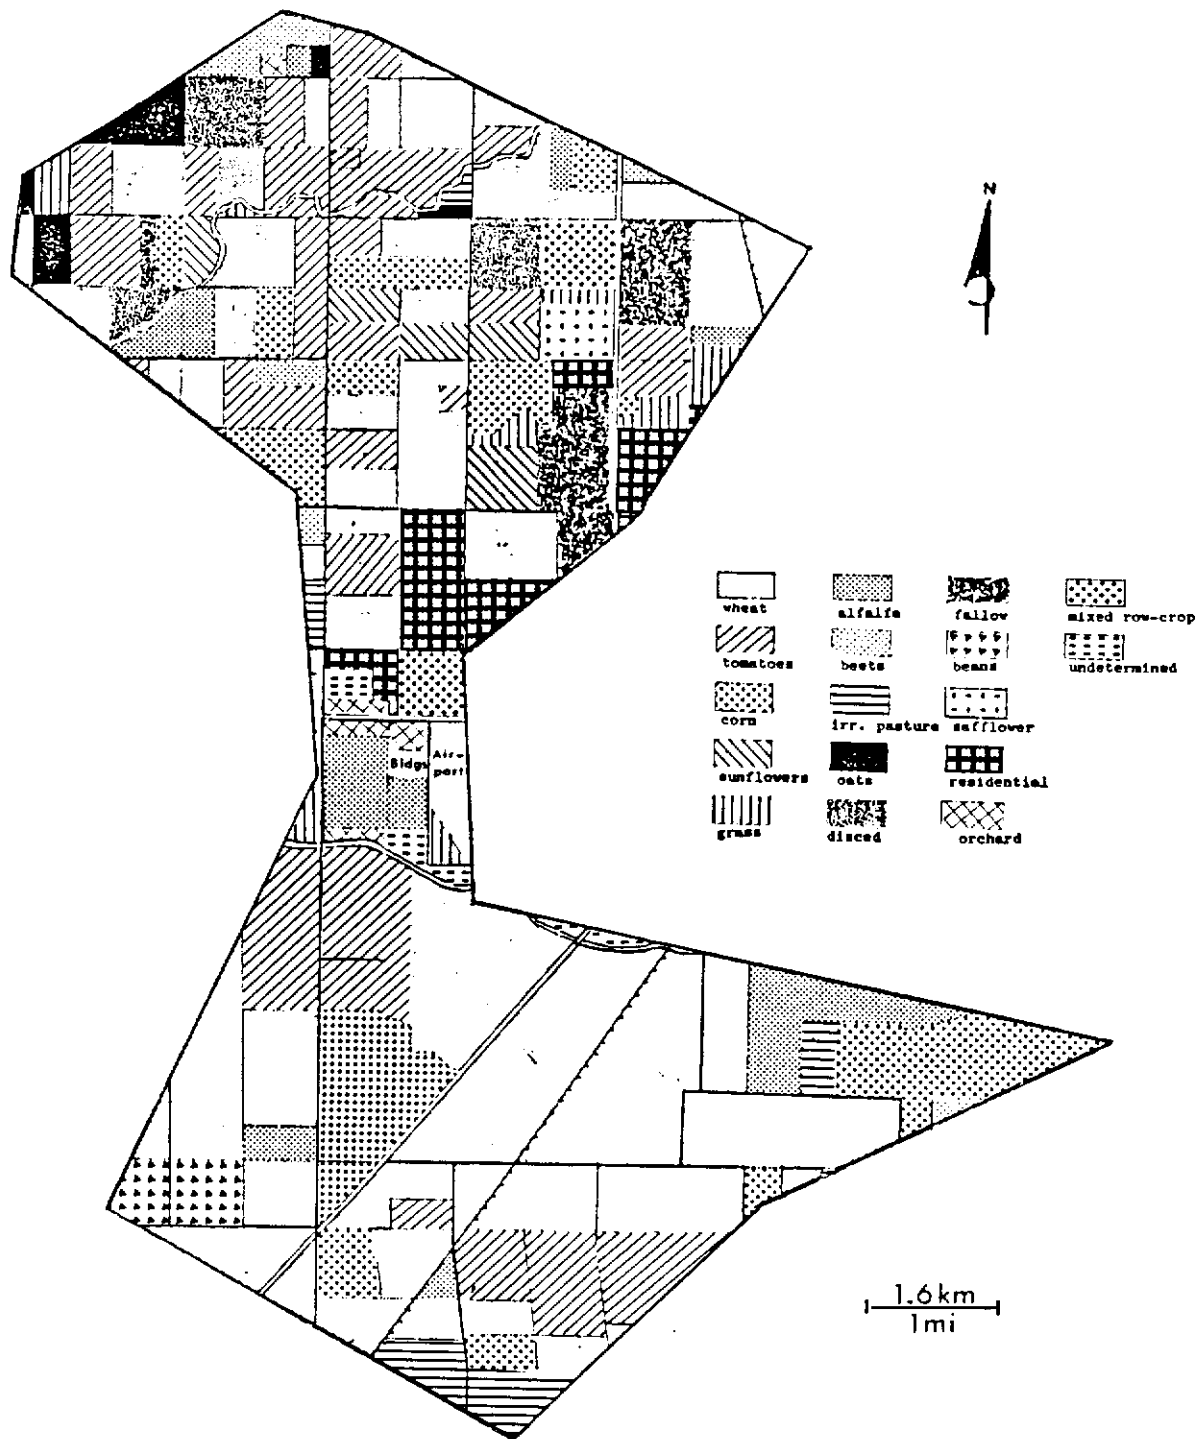 N
wheat
alfalfa
fallow
mixed row-crop
tomatoes
beets
beans
undetermined
corn
irr. pasture
safflower
sunflowers
oats
residential
grass
disced
orchard
Bldgs
Air-
port
1.6km
1mi